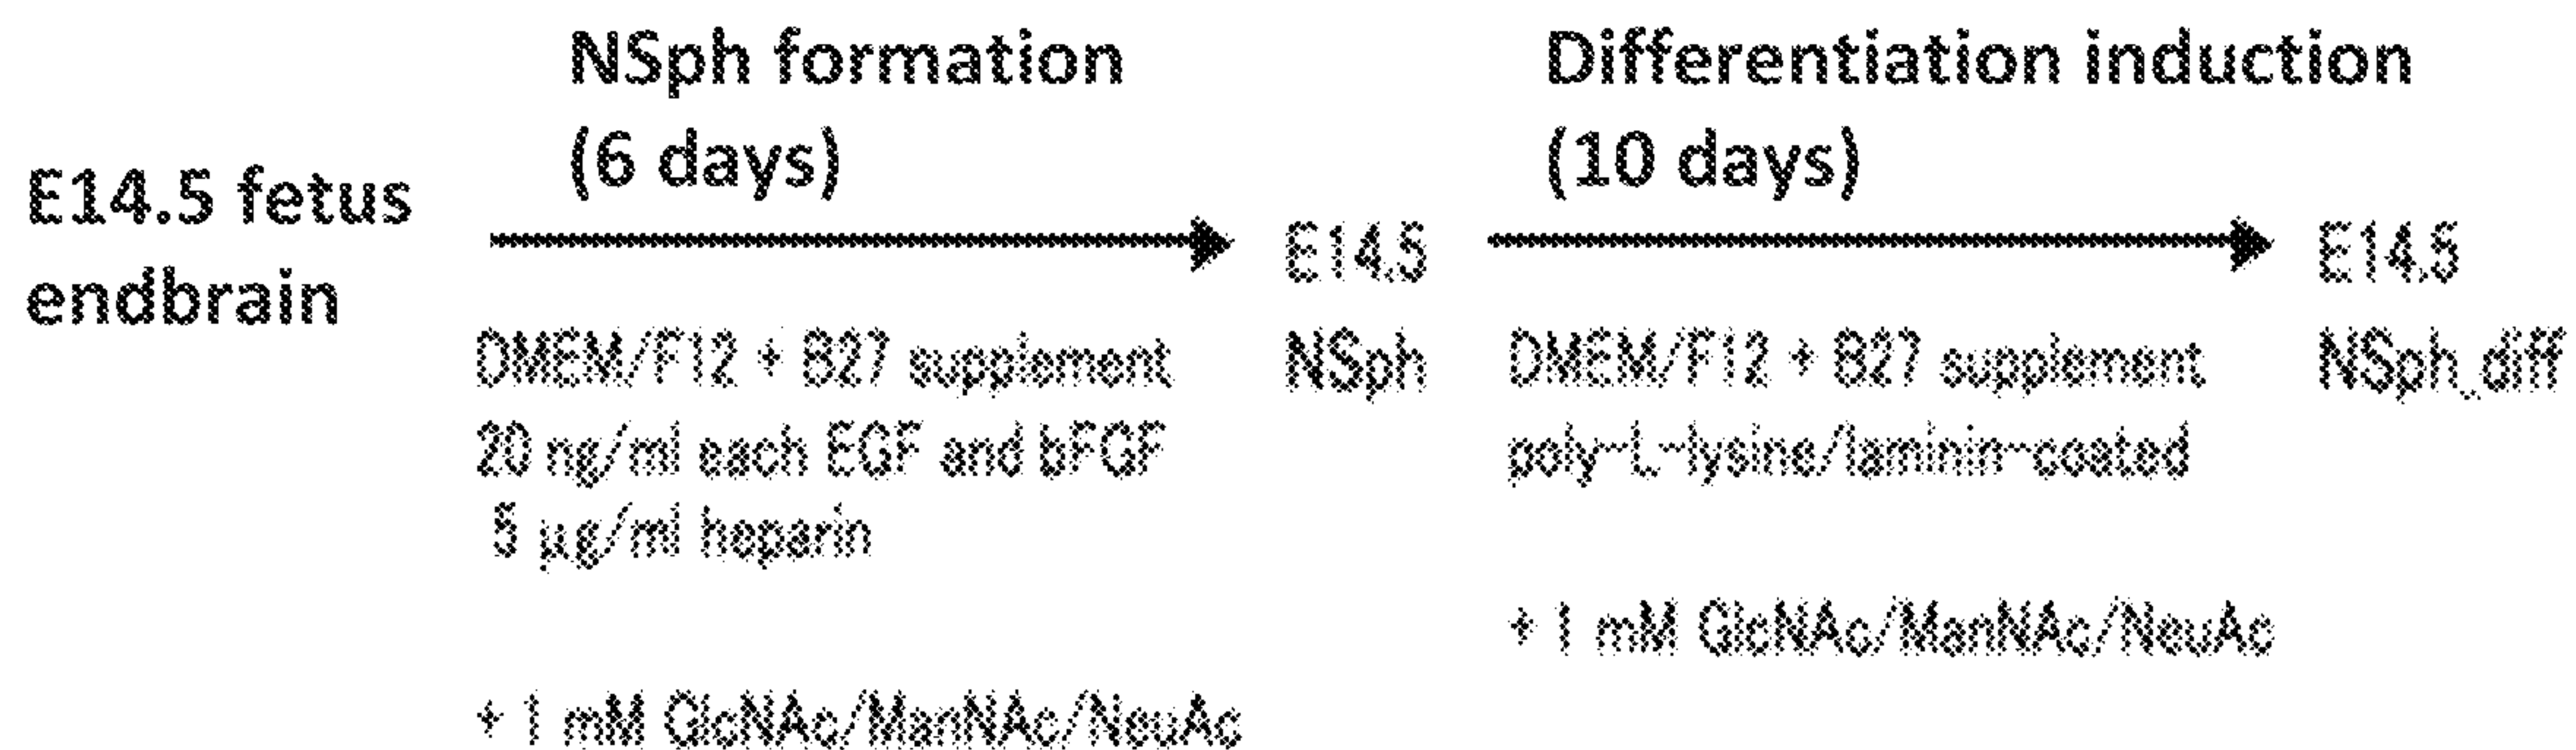 E14.5 fetus
endbrain
NSph formation
(6 days)
DMEM/F12 + B27 supplement
20 ng/ml each EGF and bFGF
5 μg/ml heparin
+ 1 mM GlcNAc/ManNAc/NeuAc
E14.5
NSph
Differentiation induction
(10 days)
DMEM/F12 + B27 supplement
poly-L-lysine/laminin-coated
+ 1 mM GlcNAc/ManNAc/NeuAc
E14.5
NSph_diff